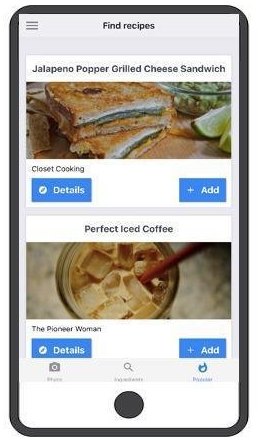 Find recipes
Jalapeno Popper Grilled Cheese Sandwich
Closet Cooking
Details
+ Add
Perfect Iced Coffee
The Pioneer Woman
Details
+ Add
Photo
Ingredients
Popular